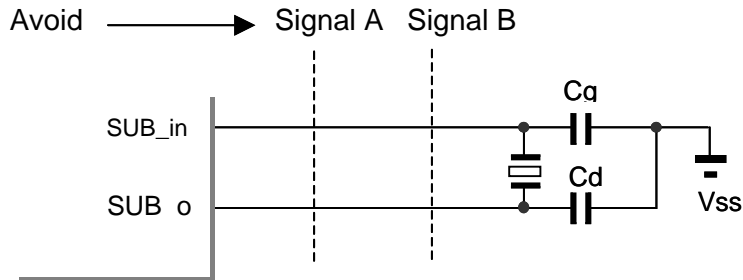 Avoid Signal A Signal B
Cg
SUB_in
Cd
SUB o
Vss